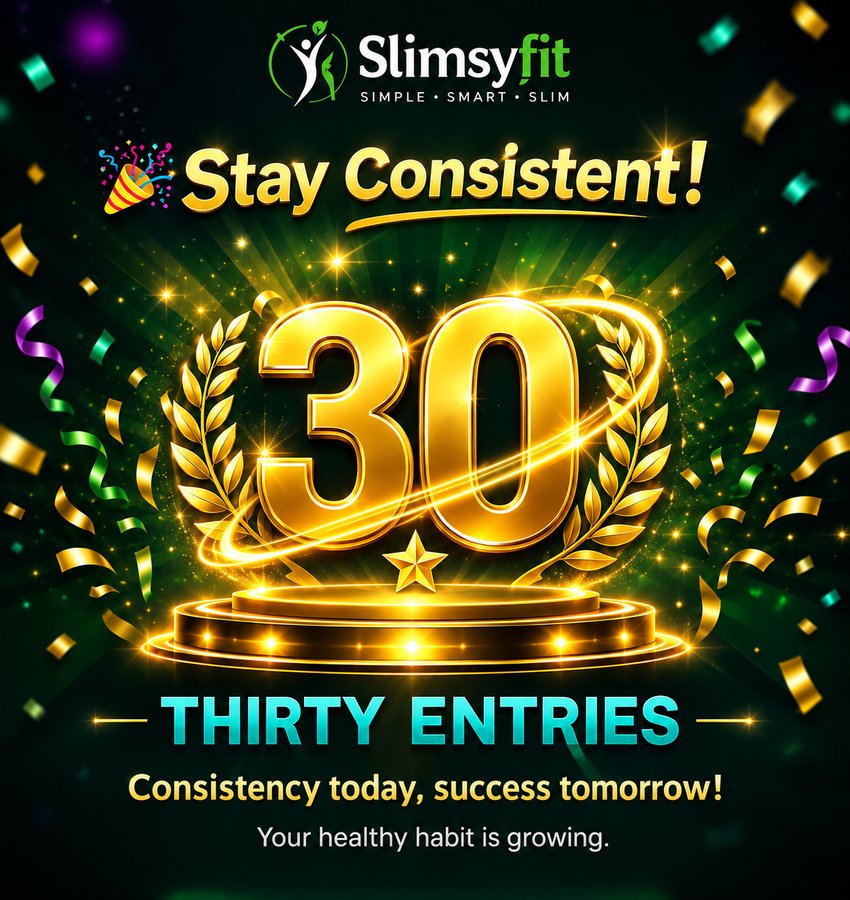 Slimsyfit
SIMPLE • SMART • SLIM
Stay Consistent!
30
THIRTY ENTRIES
Consistency today, success tomorrow!
Your healthy habit is growing.